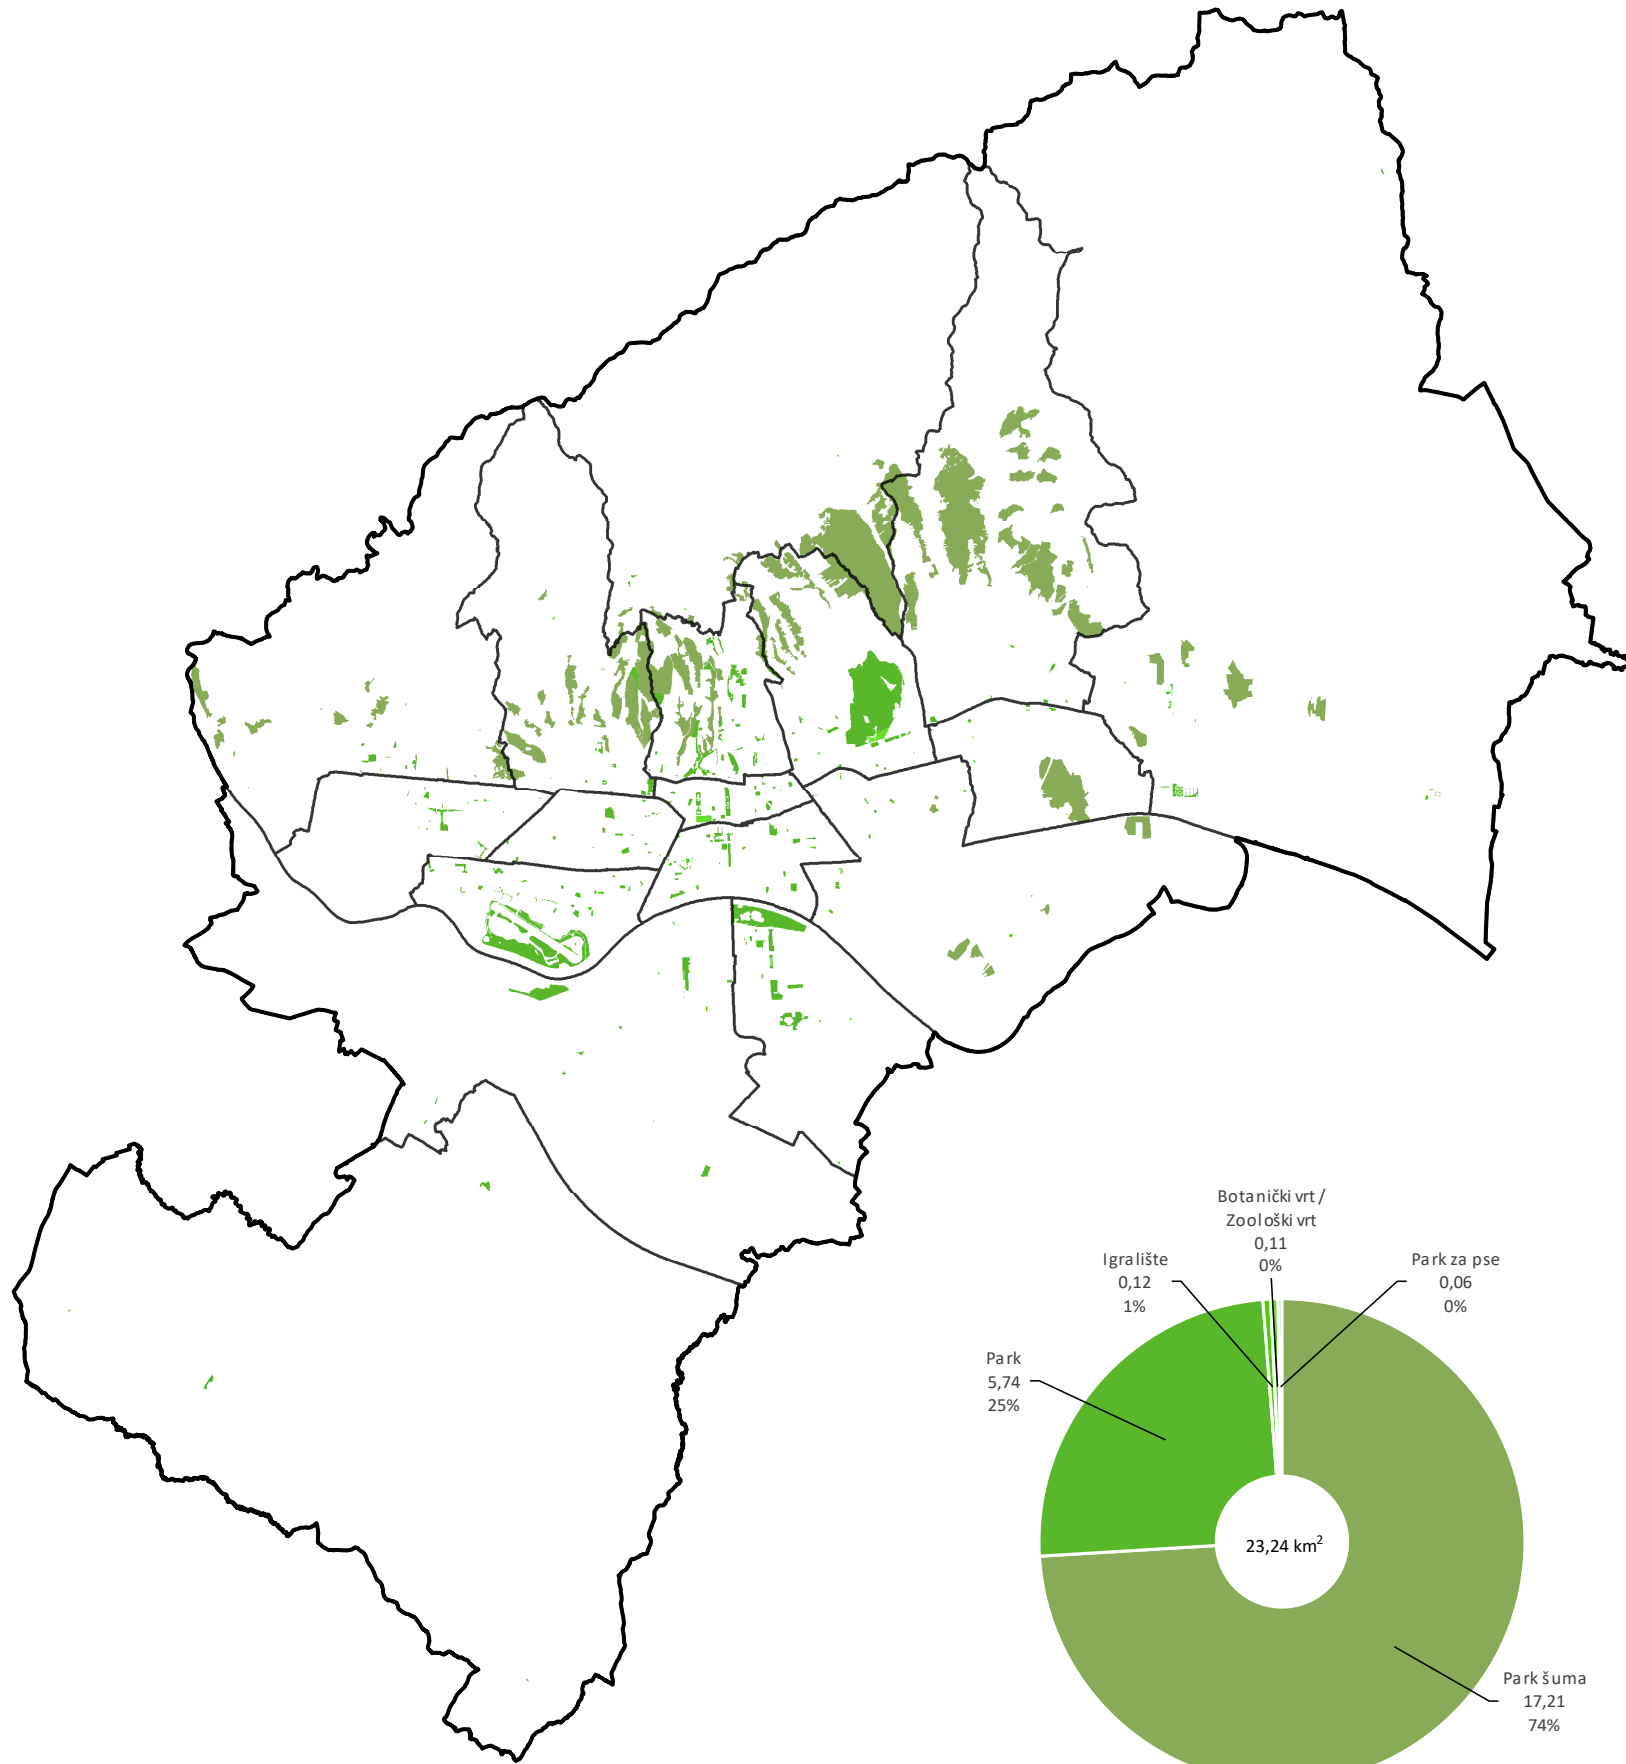 Botanički vrt /
Zoološki vrt
0,11
0%
Igralište
0,12
1%
Park za pse
0,06
0%
Park
5,74
25%
23,24 km²
Park šuma
17,21
74%